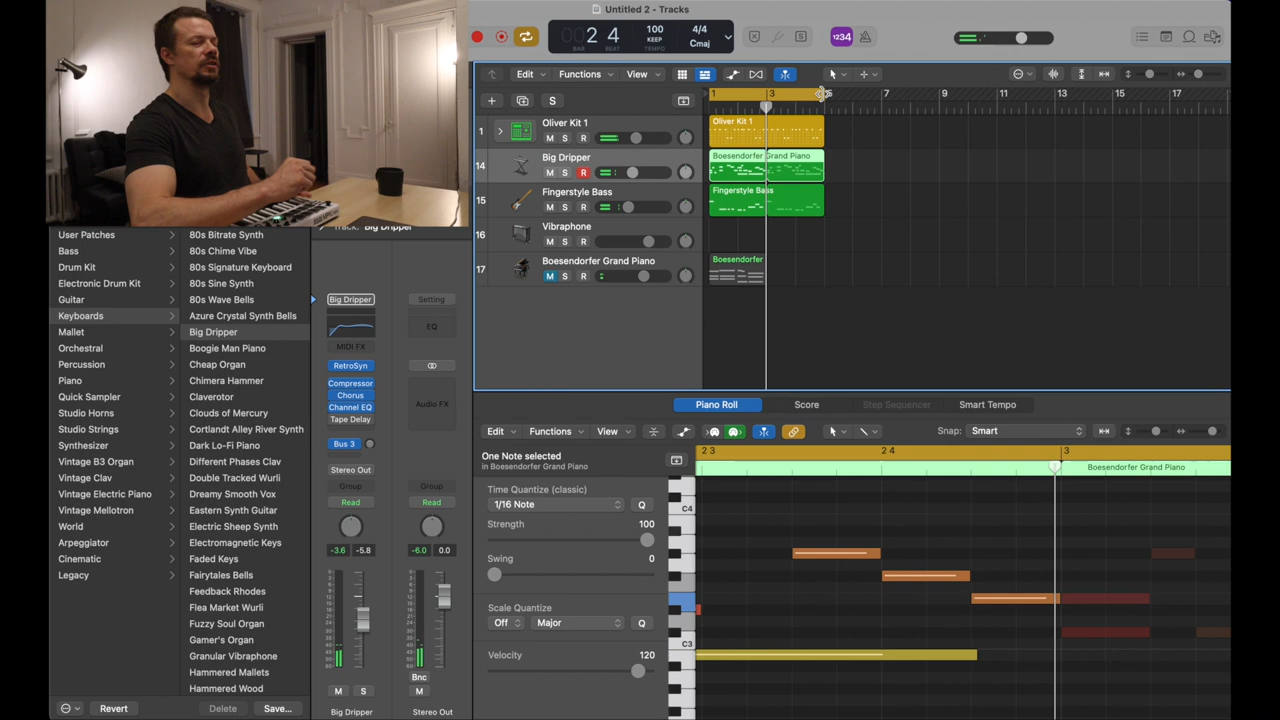 Untitled 2 - Tracks
2 4
BAR BEAT
100
KEEP
TEMPO
4/4
Cmaj
S
1234
Edit
Functions
View
S
1 3 5 7 9 11 13 15 17
1
Oliver Kit 1
M S R
Oliver Kit 1
14
Big Dripper
M S R
Boesendorfer Grand Piano
15
Fingerstyle Bass
M S R
Fingerstyle Bass
16
Vibraphone
M S R
17
Boesendorfer Grand Piano
M S R
Boesendorfer
Track: Big Dripper
User Patches
Bass
Drum Kit
Electronic Drum Kit
Guitar
Keyboards
Mallet
Orchestral
Percussion
Piano
Quick Sampler
Studio Horns
Studio Strings
Synthesizer
Vintage B3 Organ
Vintage Clav
Vintage Electric Piano
Vintage Mellotron
World
Arpeggiator
Cinematic
Legacy
80s Bitrate Synth
80s Chime Vibe
80s Signature Keyboard
80s Sine Synth
80s Wave Bells
Azure Crystal Synth Bells
Big Dripper
Boogie Man Piano
Cheap Organ
Chimera Hammer
Claverotor
Clouds of Mercury
Cortlandt Alley River Synth
Dark Lo-Fi Piano
Different Phases Clav
Double Tracked Wurli
Dreamy Smooth Vox
Eastern Synth Guitar
Electric Sheep Synth
Electromagnetic Keys
Faded Keys
Fairytales Bells
Feedback Rhodes
Flea Market Wurli
Fuzzy Soul Organ
Gamer's Organ
Granular Vibraphone
Hammered Mallets
Hammered Wood
Revert
Delete
Save...
Big Dripper
MIDI FX
RetroSyn
Compressor
Chorus
Channel EQ
Tape Delay
Bus 3
Stereo Out
Group
Read
-3.6 -5.8
M S
Big Dripper
Setting
EQ
Audio FX
Group
Read
-6.0 0.0
Bnc
M
Stereo Out
Piano Roll
Score
Step Sequencer
Smart Tempo
Edit
Functions
View
Snap: Smart
One Note selected
in Boesendorfer Grand Piano
2 3
2 4
3
Boesendorfer Grand Piano
Time Quantize (classic)
1/16 Note
Q
Strength 100
Swing 0
Scale Quantize
Off
Major
Q
Velocity 120
C4
C3